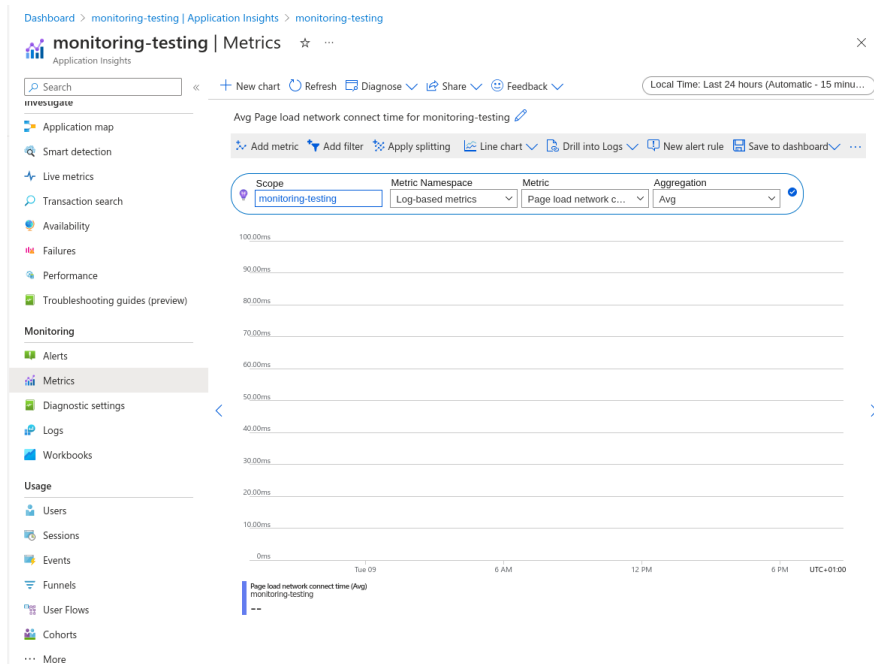 Dashboard > monitoring-testing | Application Insights > monitoring-testing
monitoring-testing | Metrics ☆ ···
Application Insights
Search
«
New chart Refresh Diagnose Share Feedback
Local Time: Last 24 hours (Automatic - 15 minu...
Investigate
Application map
Smart detection
Live metrics
Transaction search
Availability
Failures
Performance
Troubleshooting guides (preview)
Monitoring
Alerts
Metrics
Diagnostic settings
Logs
Workbooks
Usage
Users
Sessions
Events
Funnels
User Flows
Cohorts
··· More
Avg Page load network connect time for monitoring-testing
Add metric Add filter Apply splitting Line chart Drill into Logs New alert rule Save to dashboard ···
Scope Metric Namespace Metric Aggregation
monitoring-testing Log-based metrics Page load network c... Avg
100.00ms
90.00ms
80.00ms
70.00ms
60.00ms
50.00ms
40.00ms
30.00ms
20.00ms
10.00ms
0ms
Tue 09 6 AM 12 PM 6 PM UTC+01:00
Page load network connect time (Avg)
monitoring-testing
--